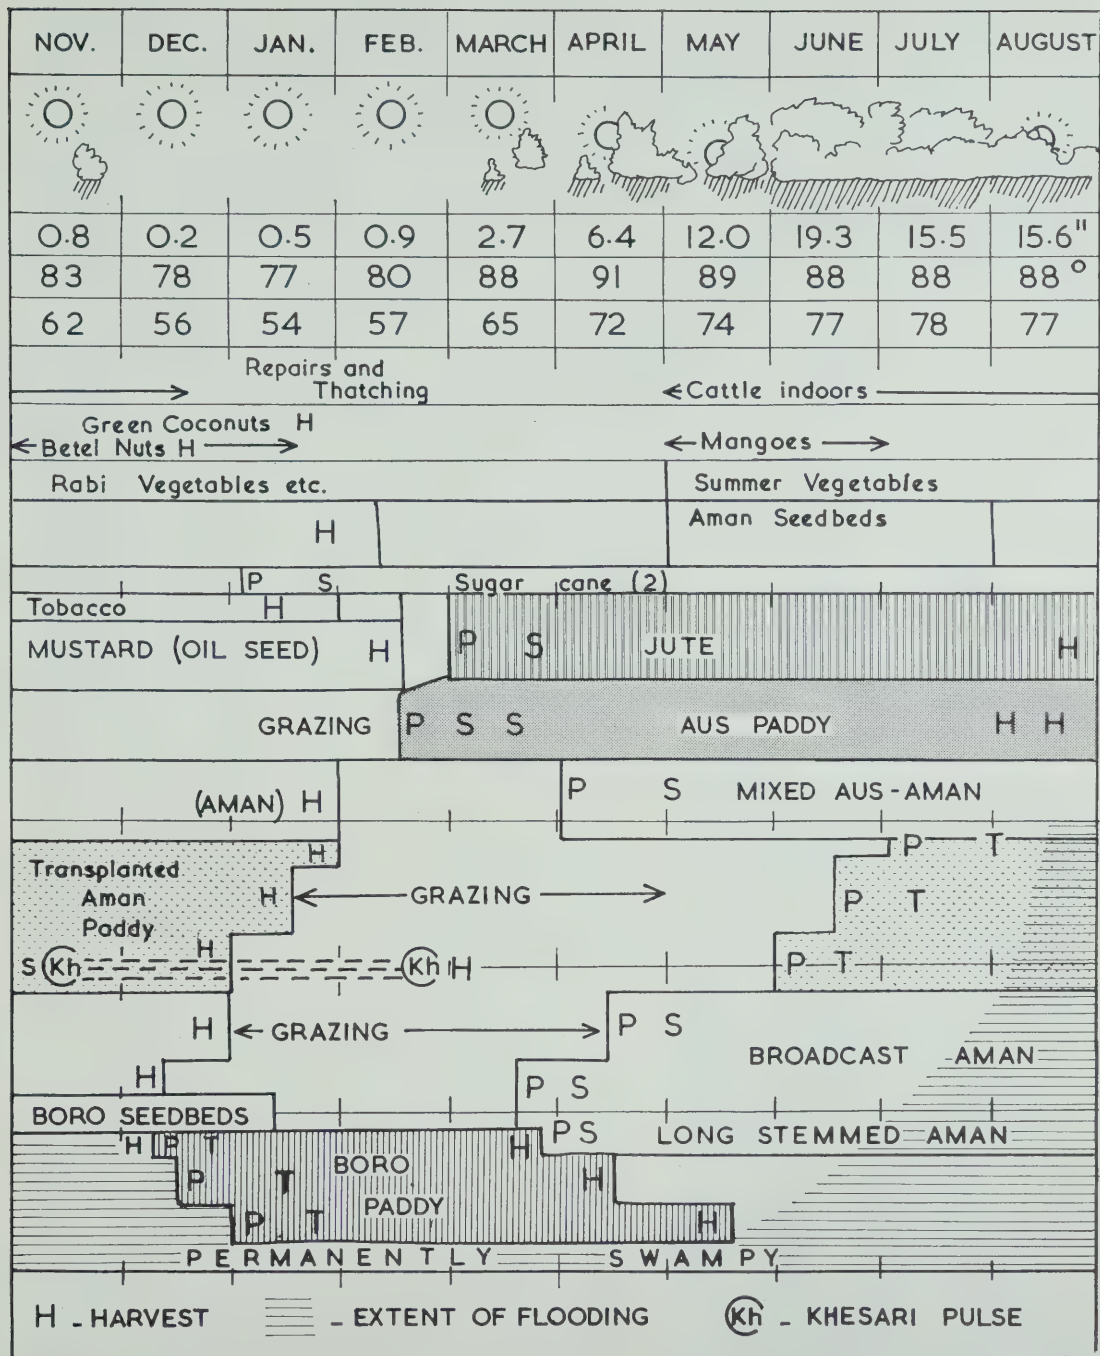 NOV. DEC. JAN. FEB. MARCH APRIL MAY JUNE JULY AUGUST
0.8 0.2 0.5 0.9 2.7 6.4 12.0 19.3 15.5 15.6"
83 78 77 80 88 91 89 88 88 88°
62 56 54 57 65 72 74 77 78 77
Repairs and
Thatching Cattle indoors
Green Coconuts H
Betel Nuts H Mangoes
Rabi Vegetables etc. Summer Vegetables
H Aman Seedbeds
P S Sugar cane (2)
Tobacco H
MUSTARD (OIL SEED) H P S JUTE H
GRAZING P S S AUS PADDY H H
(AMAN) H P S MIXED AUS-AMAN
H P T
Transplanted
Aman H GRAZING P T
Paddy
H
S Kh Kh H P T
H GRAZING P S
BROADCAST AMAN
H P S
BORO SEEDBEDS
H P T H P S LONG STEMMED AMAN
BORO
P T H
PADDY
P T H
PERMANENTLY SWAMPY
H - HARVEST - EXTENT OF FLOODING Kh - KHESARI PULSE